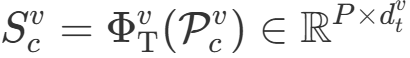 $S_c^v = \Phi_{\mathrm{T}}^v(\mathcal{P}_c^v) \in \mathbb{R}^{P \times d_t^v}$